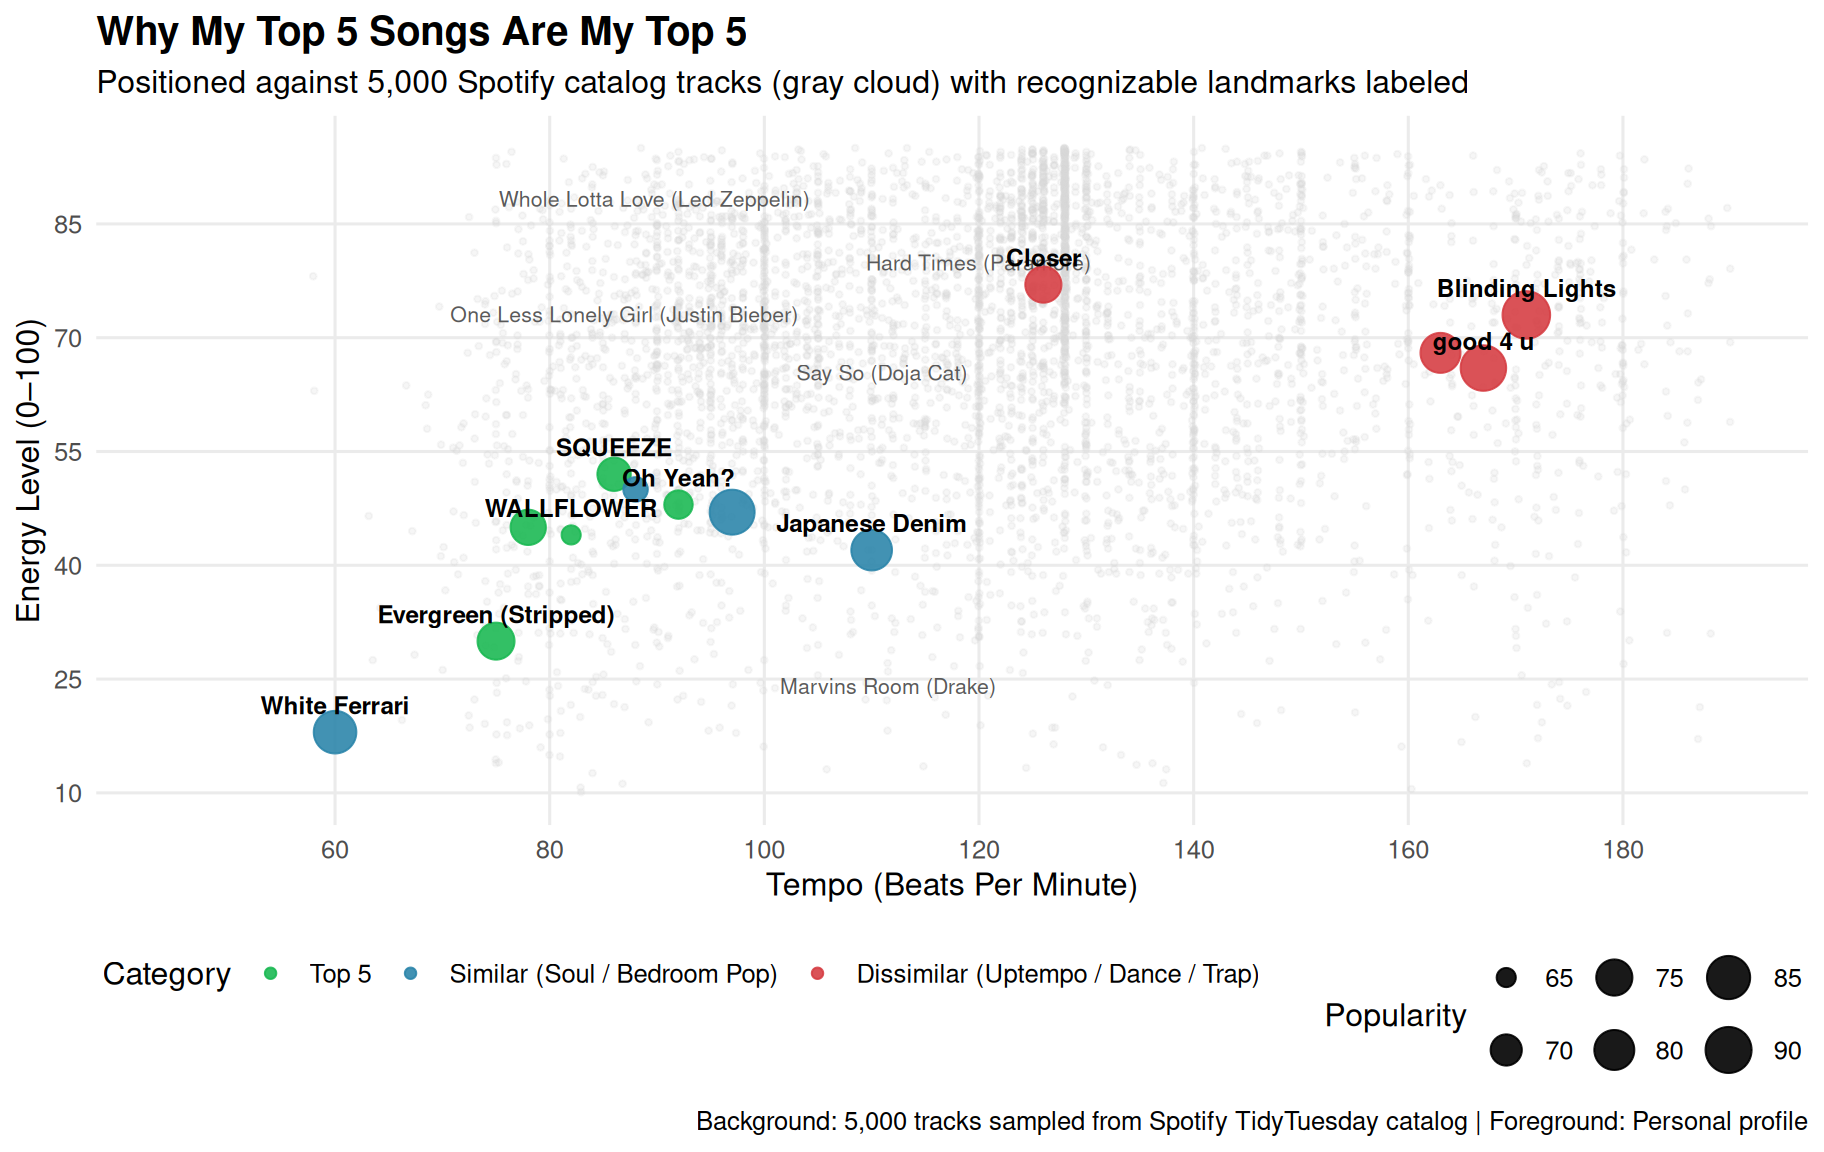 Why My Top 5 Songs Are My Top 5
Positioned against 5,000 Spotify catalog tracks (gray cloud) with recognizable landmarks labeled
Energy Level (0–100)
85
70
55
40
25
10
Whole Lotta Love (Led Zeppelin)
Closer
Hard Times (Paramore)
Blinding Lights
One Less Lonely Girl (Justin Bieber)
good 4 u
Say So (Doja Cat)
SQUEEZE
Oh Yeah?
WALLFLOWER
Japanese Denim
Evergreen (Stripped)
Marvins Room (Drake)
White Ferrari
60
80
100
120
140
160
180
Tempo (Beats Per Minute)
Category
Top 5
Similar (Soul / Bedroom Pop)
Dissimilar (Uptempo / Dance / Trap)
Popularity
65
75
85
70
80
90
Background: 5,000 tracks sampled from Spotify TidyTuesday catalog | Foreground: Personal profile